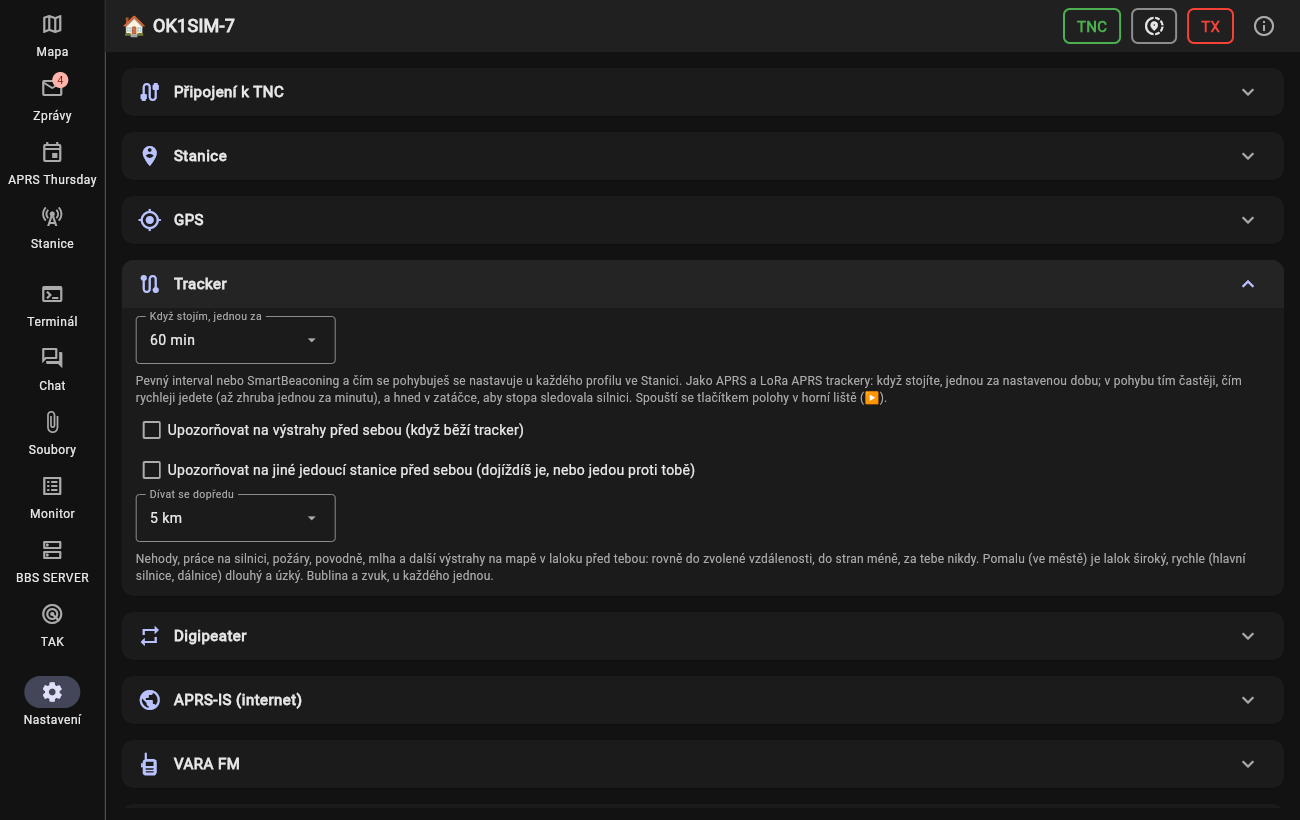 OK1SIM-7
TNC
TX
Mapa
4
Zprávy
APRS Thursday
Stanice
Terminál
Chat
Soubory
Monitor
BBS SERVER
TAK
Nastavení
Připojení k TNC
Stanice
GPS
Tracker
Když stojím, jednou za
60 min
Pevný interval nebo SmartBeaconing a čím se pohybuješ se nastavuje u každého profilu ve Stanici. Jako APRS a LoRa APRS trackery: když stojíte, jednou za nastavenou dobu; v pohybu tím častěji, čím
rychleji jedete (až zhruba jednou za minutu), a hned v zatáčce, aby stopa sledovala silnici. Spouští se tlačítkem polohy v horní liště (▶️).
Upozorňovat na výstrahy před sebou (když běží tracker)
Upozorňovat na jiné jedoucí stanice před sebou (dojíždíš je, nebo jedou proti tobě)
Dívat se dopředu
5 km
Nehody, práce na silnici, požáry, povodně, mlha a další výstrahy na mapě v laloku před tebou: rovně do zvolené vzdálenosti, do stran méně, za tebe nikdy. Pomalu (ve městě) je lalok široký, rychle (hlavní
silnice, dálnice) dlouhý a úzký. Bublina a zvuk, u každého jednou.
Digipeater
APRS-IS (internet)
VARA FM